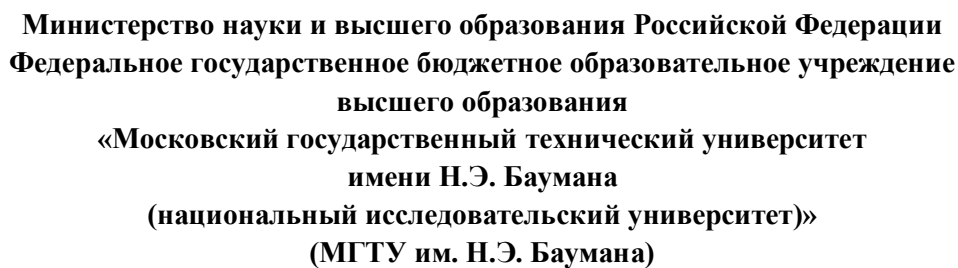 Министерство науки и высшего образования Российской Федерации
Федеральное государственное бюджетное образовательное учреждение
высшего образования
«Московский государственный технический университет
имени Н.Э. Баумана
(национальный исследовательский университет)»
(МГТУ им. Н.Э. Баумана)